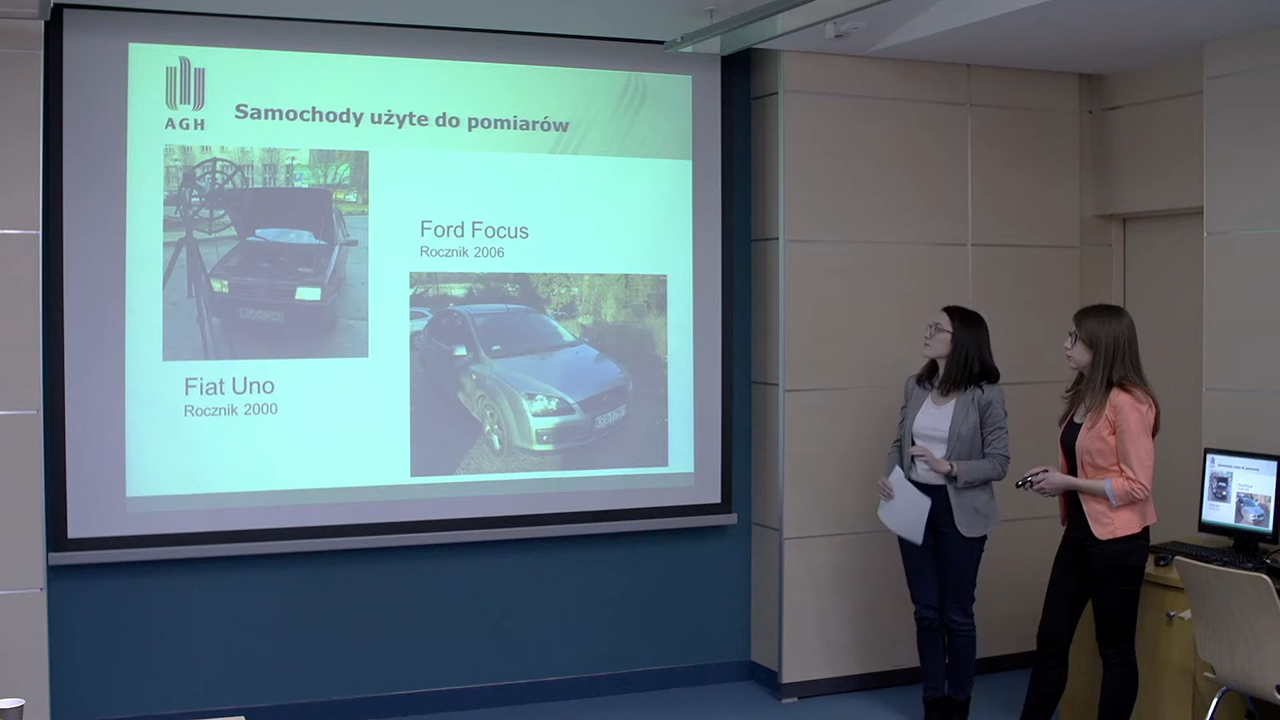 AGH
Samochody użyte do pomiarów
Ford Focus
Rocznik 2006
Fiat Uno
Rocznik 2000